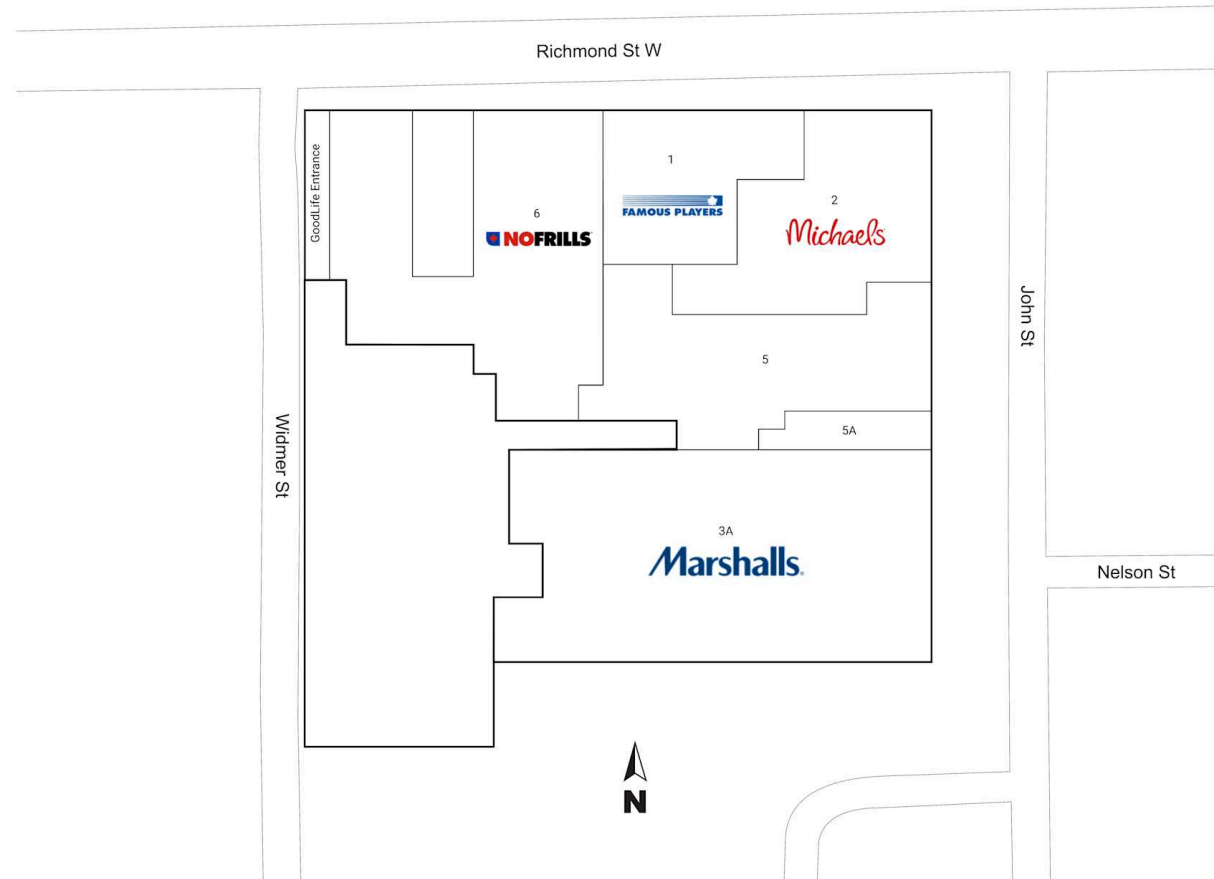 Richmond St W
GoodLife Entrance
1
FAMOUS PLAYERS
2
Michaels
6
NOFRILLS
John St
5
Widmer St
5A
3A
Marshalls.
Nelson St
N